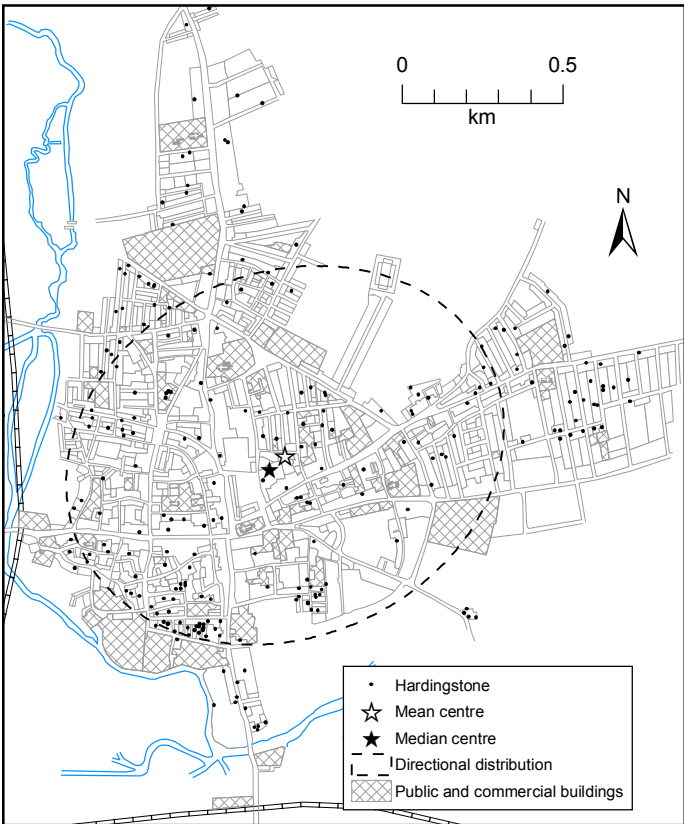 0 0.5
km
N
Hardingstone
Mean centre
Median centre
Directional distribution
Public and commercial buildings